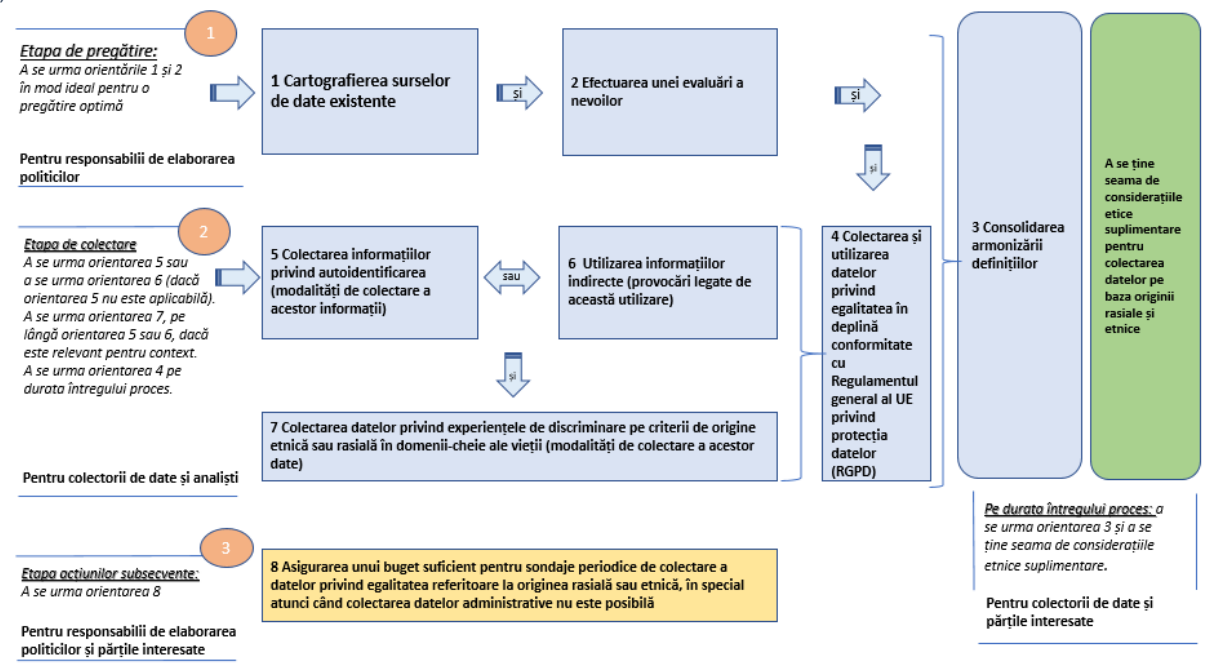 1
Etapa de pregătire:
A se urma orientările 1 și 2
în mod ideal pentru o
pregătire optimă
Pentru responsabilii de elaborarea
politicilor
1 Cartografierea surselor
de date existente
și
2 Efectuarea unei evaluări a
nevoilor
și
și
2
Etapa de colectare
A se urma orientarea 5 sau
a se urma orientarea 6 (dacă
orientarea 5 nu este aplicabilă).
A se urma orientarea 7, pe
lângă orientarea 5 sau 6, dacă
este relevant pentru context.
A se urma orientarea 4 pe
durata întregului proces.
Pentru colectorii de date și analiști
5 Colectarea informațiilor
privind autoidentificarea
(modalități de colectare a
acestor informații)
sau
6 Utilizarea informațiilor
indirecte (provocări legate de
această utilizare)
și
7 Colectarea datelor privind experiențele de discriminare pe criterii de origine
etnică sau rasială în domenii-cheie ale vieții (modalități de colectare a acestor
date)
4 Colectarea și
utilizarea
datelor
privind
egalitatea în
deplină
conformitate
cu
Regulamentul
general al UE
privind
protecția
datelor
(RGPD)
3 Consolidarea
armonizării
definițiilor
A se ține
seama de
considerațiile
etice
suplimentare
pentru
colectarea
datelor pe
baza originii
rasiale și
etnice
3
Etapa acțiunilor subsecvente:
A se urma orientarea 8
Pentru responsabilii de elaborarea
politicilor și părțile interesate
8 Asigurarea unui buget suficient pentru sondaje periodice de colectare a
datelor privind egalitatea referitoare la originea rasială sau etnică, în special
atunci când colectarea datelor administrative nu este posibilă
Pe durata întregului proces: a
se urma orientarea 3 și a se
ține seama de considerațiile
etnice suplimentare.
Pentru colectorii de date și
părțile interesate